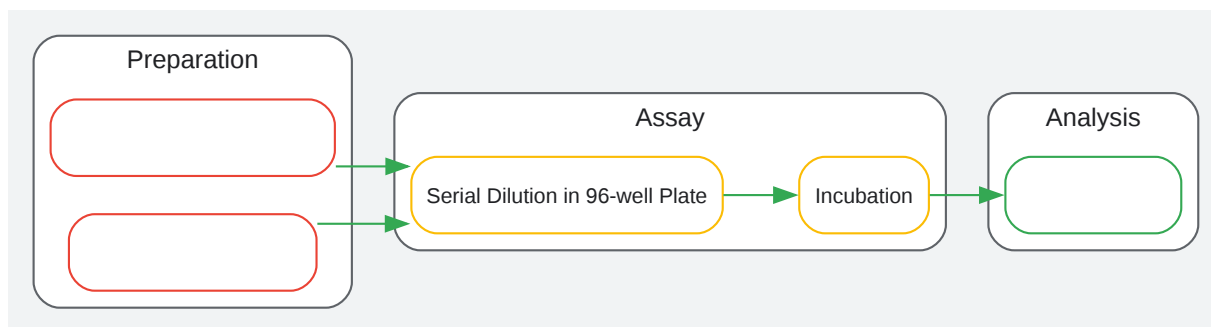 Preparation
Assay
Serial Dilution in 96-well Plate
Incubation
Analysis